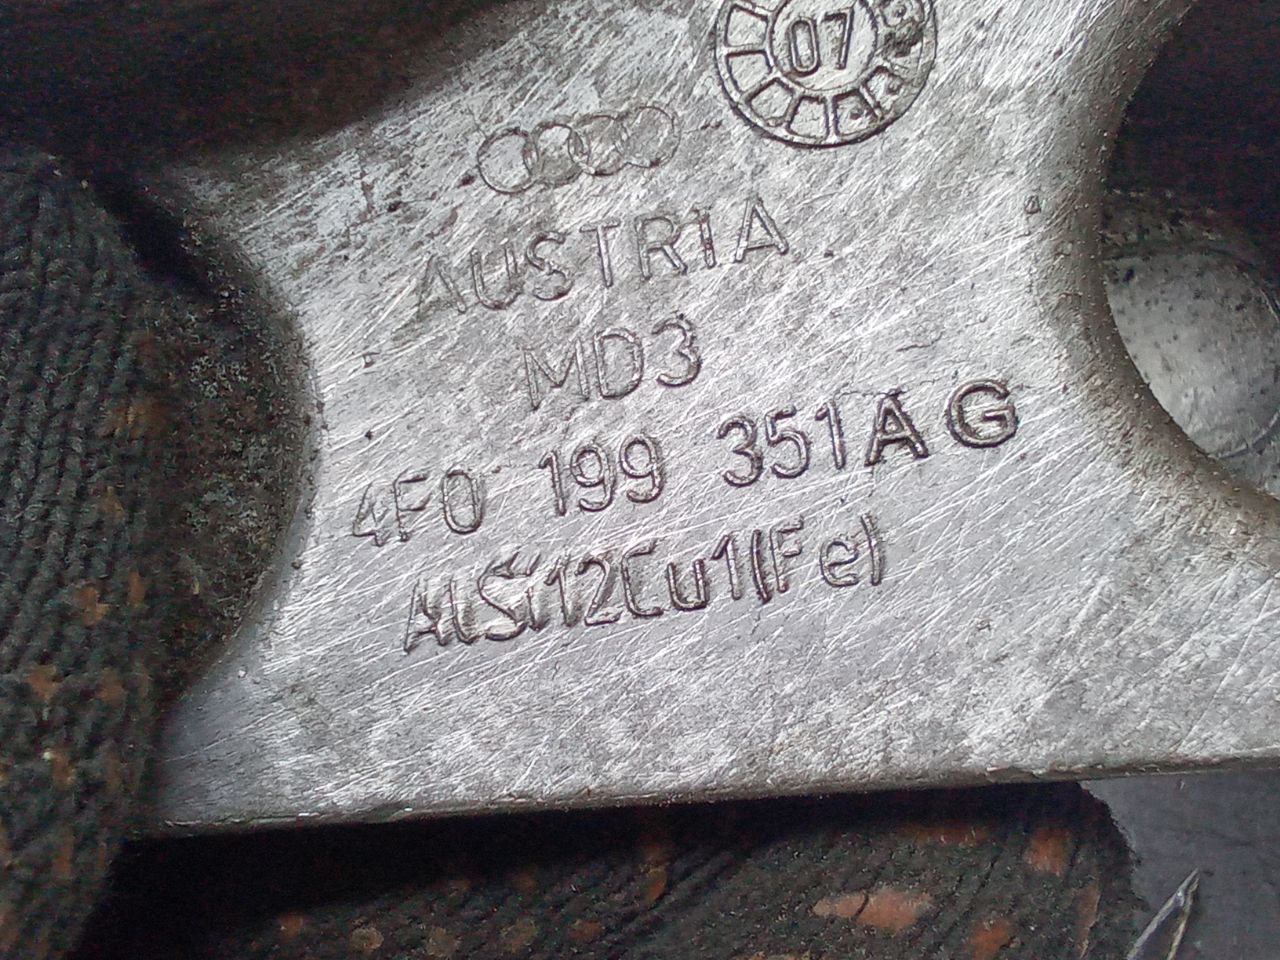 07
AUSTRIA
MD3
4F0 199 351AG
AlSi12Cu1(Fe)